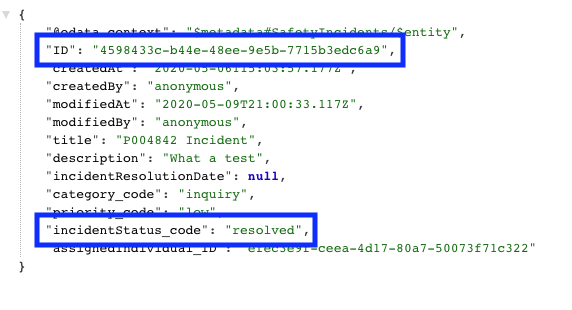 {
"@odata.context": "$metadata#SafetyIncidents/$entity",
"ID": "4598433c-b44e-48ee-9e5b-7715b3edc6a9",
"createdAt": "2020-05-06T15:03:57.177Z",
"createdBy": "anonymous",
"modifiedAt": "2020-05-09T21:00:33.117Z",
"modifiedBy": "anonymous",
"title": "P004842 Incident",
"description": "What a test",
"incidentResolutionDate": null,
"category_code": "inquiry",
"priority_code": "low",
"incidentStatus_code": "resolved",
"assignedIndividual_ID": "efec3e9f-ceea-4d17-80a7-50073f71c322"
}